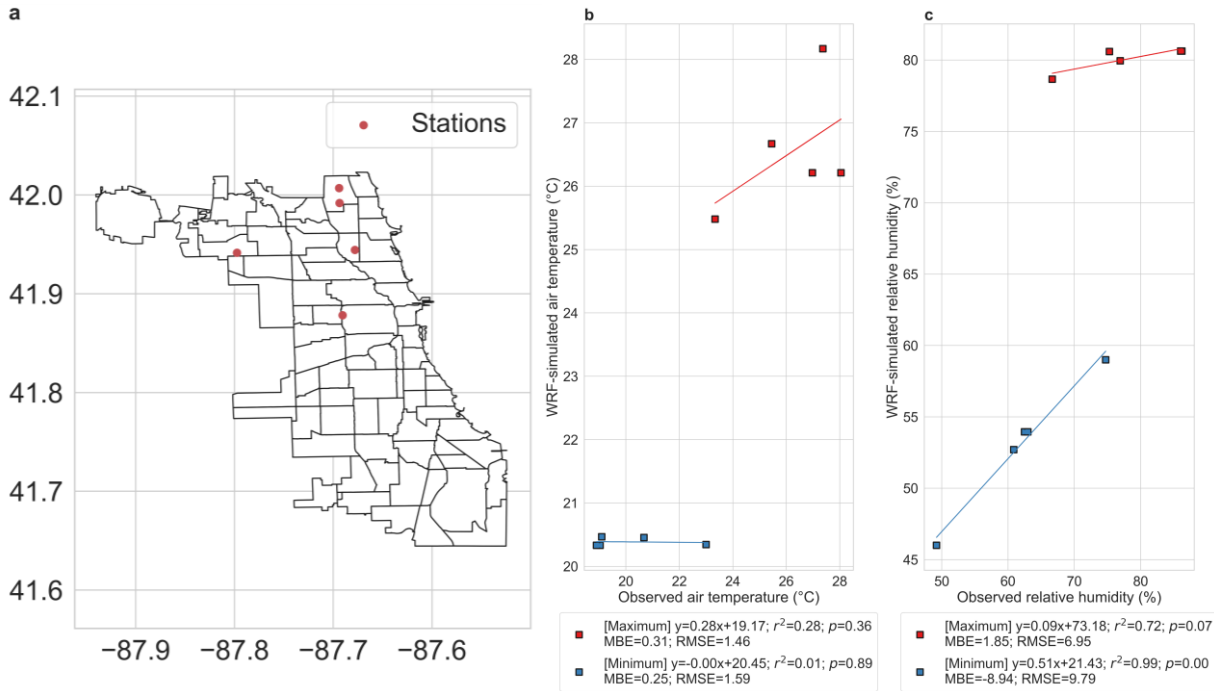 a
42.1
42.0
41.9
41.8
41.7
41.6
−87.9
−87.8
−87.7
−87.6
Stations
b
WRF-simulated air temperature (°C)
28
27
26
25
24
23
22
21
20
20
22
24
26
28
Observed air temperature (°C)
[Maximum] y=0.28x+19.17; r²=0.28; p=0.36
MBE=0.31; RMSE=1.46
[Minimum] y=-0.00x+20.45; r²=0.01; p=0.89
MBE=0.25; RMSE=1.59
c
WRF-simulated relative humidity (%)
80
75
70
65
60
55
50
45
50
60
70
80
Observed relative humidity (%)
[Maximum] y=0.09x+73.18; r²=0.72; p=0.07
MBE=1.85; RMSE=6.95
[Minimum] y=0.51x+21.43; r²=0.99; p=0.00
MBE=-8.94; RMSE=9.79